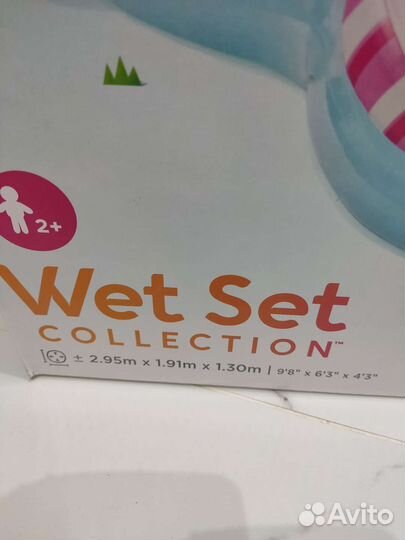 2+
Wet Set
COLLECTION™
± 2.95m x 1.91m x 1.30m | 9'8" x 6'3" x 4'3"
Avito